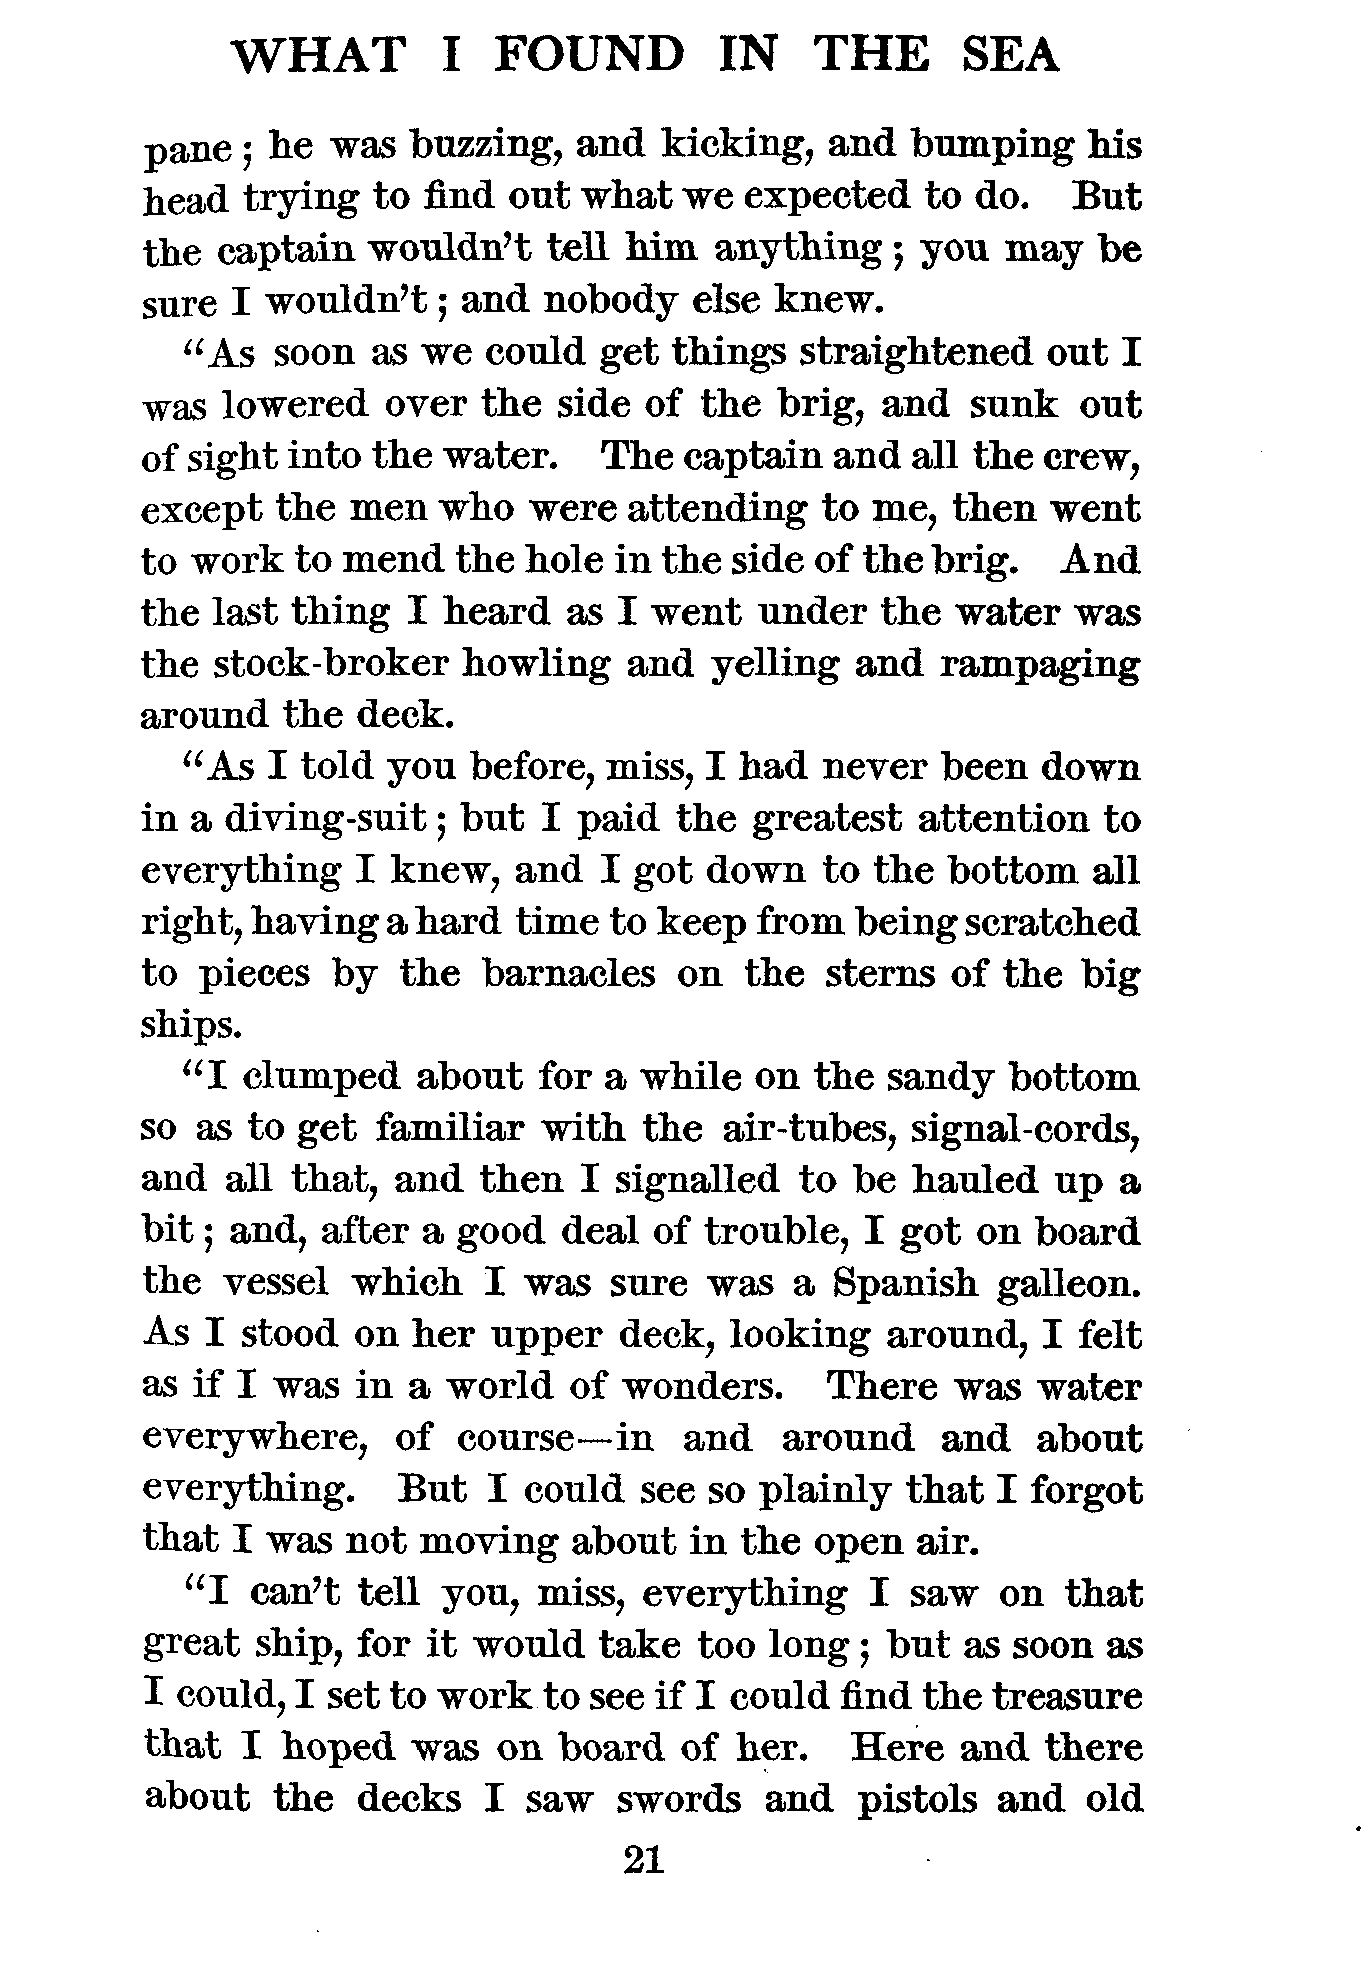 WHAT I FOUND IN THE SEA
pane; he was buzzing, and kicking, and bumping his
head trying to find out what we expected to do. But
the captain wouldn't tell him anything; you may be
sure I wouldn't; and nobody else knew.
"As soon as we could get things straightened out I
was lowered over the side of the brig, and sunk out
of sight into the water. The captain and all the crew,
except the men who were attending to me, then went
to work to mend the hole in the side of the brig. And
the last thing I heard as I went under the water was
the stock-broker howling and yelling and rampaging
around the deck.
"As I told you before, miss, I had never been down
in a diving-suit; but I paid the greatest attention to
everything I knew, and I got down to the bottom all
right, having a hard time to keep from being scratched
to pieces by the barnacles on the sterns of the big
ships.
"I clumped about for a while on the sandy bottom
so as to get familiar with the air-tubes, signal-cords,
and all that, and then I signalled to be hauled up a
bit; and, after a good deal of trouble, I got on board
the vessel which I was sure was a Spanish galleon.
As I stood on her upper deck, looking around, I felt
as if I was in a world of wonders. There was water
everywhere, of course—in and around and about
everything. But I could see so plainly that I forgot
that I was not moving about in the open air.
"I can't tell you, miss, everything I saw on that
great ship, for it would take too long; but as soon as
I could, I set to work to see if I could find the treasure
that I hoped was on board of her. Here and there
about the decks I saw swords and pistols and old
21